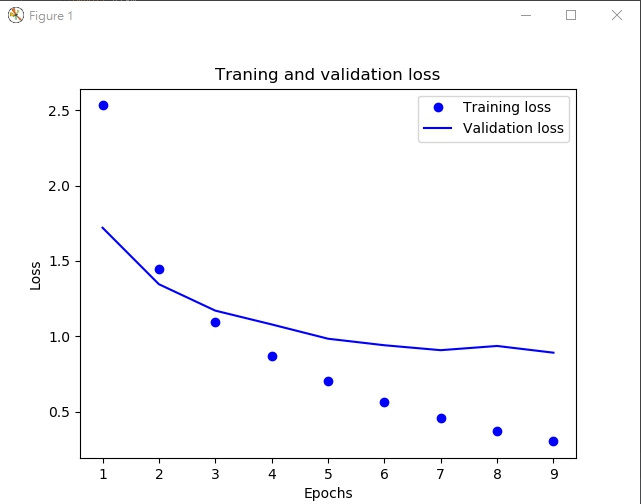 Figure 1
Traning and validation loss
Training loss
Validation loss
2.5
2.0
1.5
1.0
0.5
Loss
1 2 3 4 5 6 7 8 9
Epochs